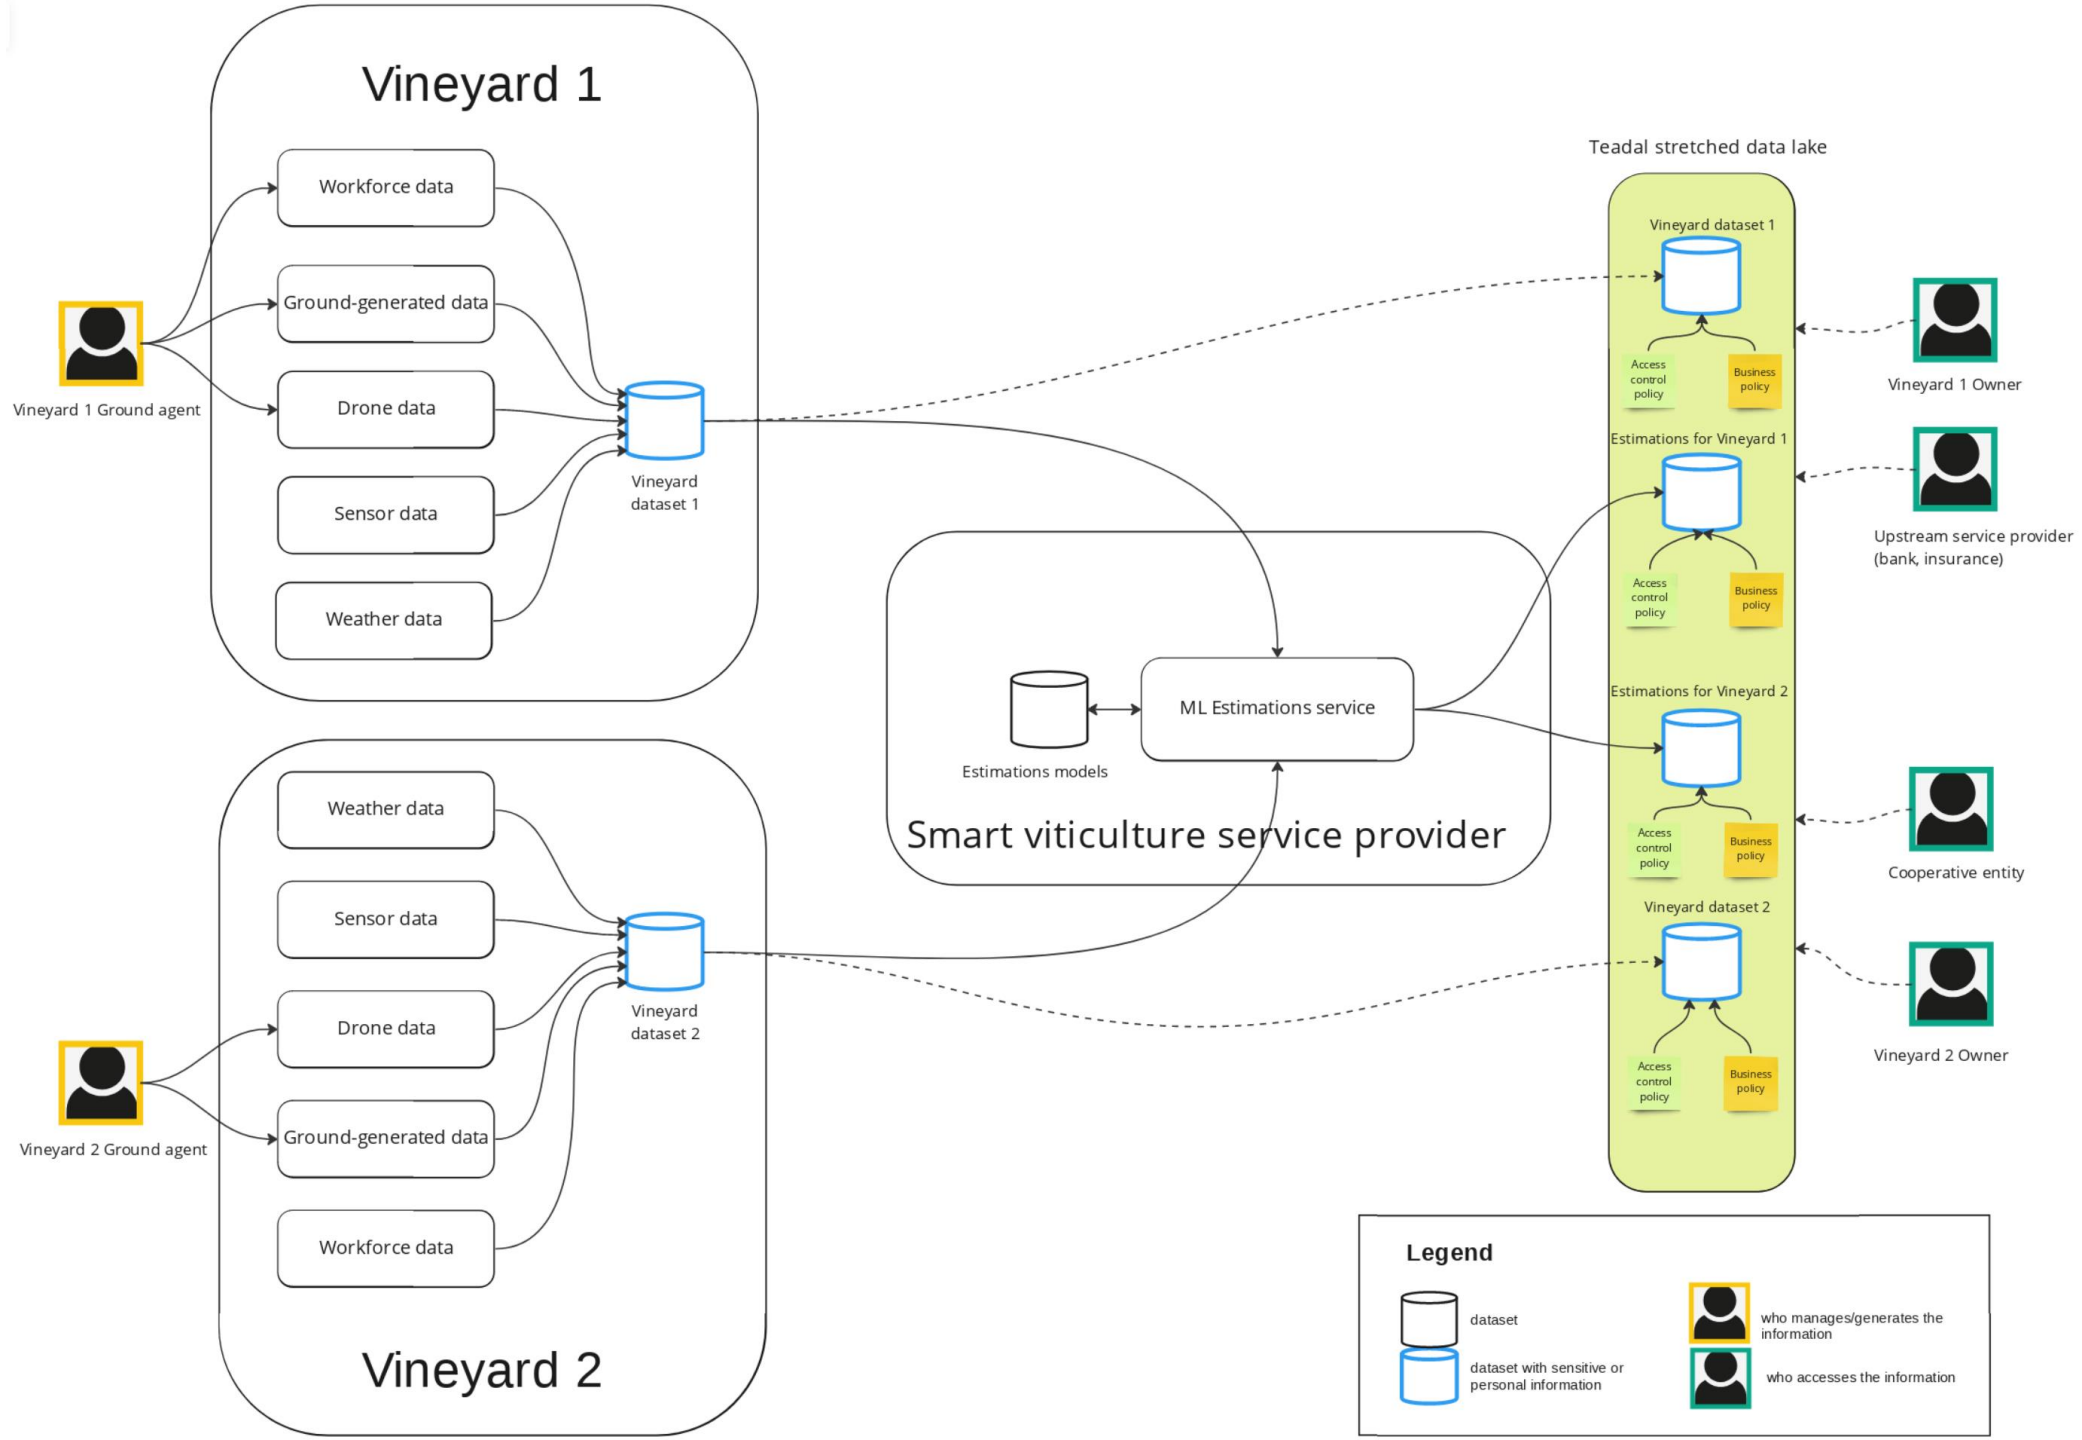 Vineyard 1
Workforce data
Ground-generated data
Drone data
Sensor data
Weather data
Vineyard 1 Ground agent
Vineyard
dataset 1
Weather data
Sensor data
Drone data
Ground-generated data
Workforce data
Vineyard 2 Ground agent
Vineyard
dataset 2
Vineyard 2
ML Estimations service
Estimations models
Smart viticulture service provider
Teadal stretched data lake
Vineyard dataset 1
Access
control
policy
Business
policy
Estimations for Vineyard 1
Access
control
policy
Business
policy
Estimations for Vineyard 2
Access
control
policy
Business
policy
Vineyard dataset 2
Access
control
policy
Business
policy
Vineyard 1 Owner
Upstream service provider
(bank, insurance)
Cooperative entity
Vineyard 2 Owner
Legend
dataset
dataset with sensitive or
personal information
who manages/generates the
information
who accesses the information